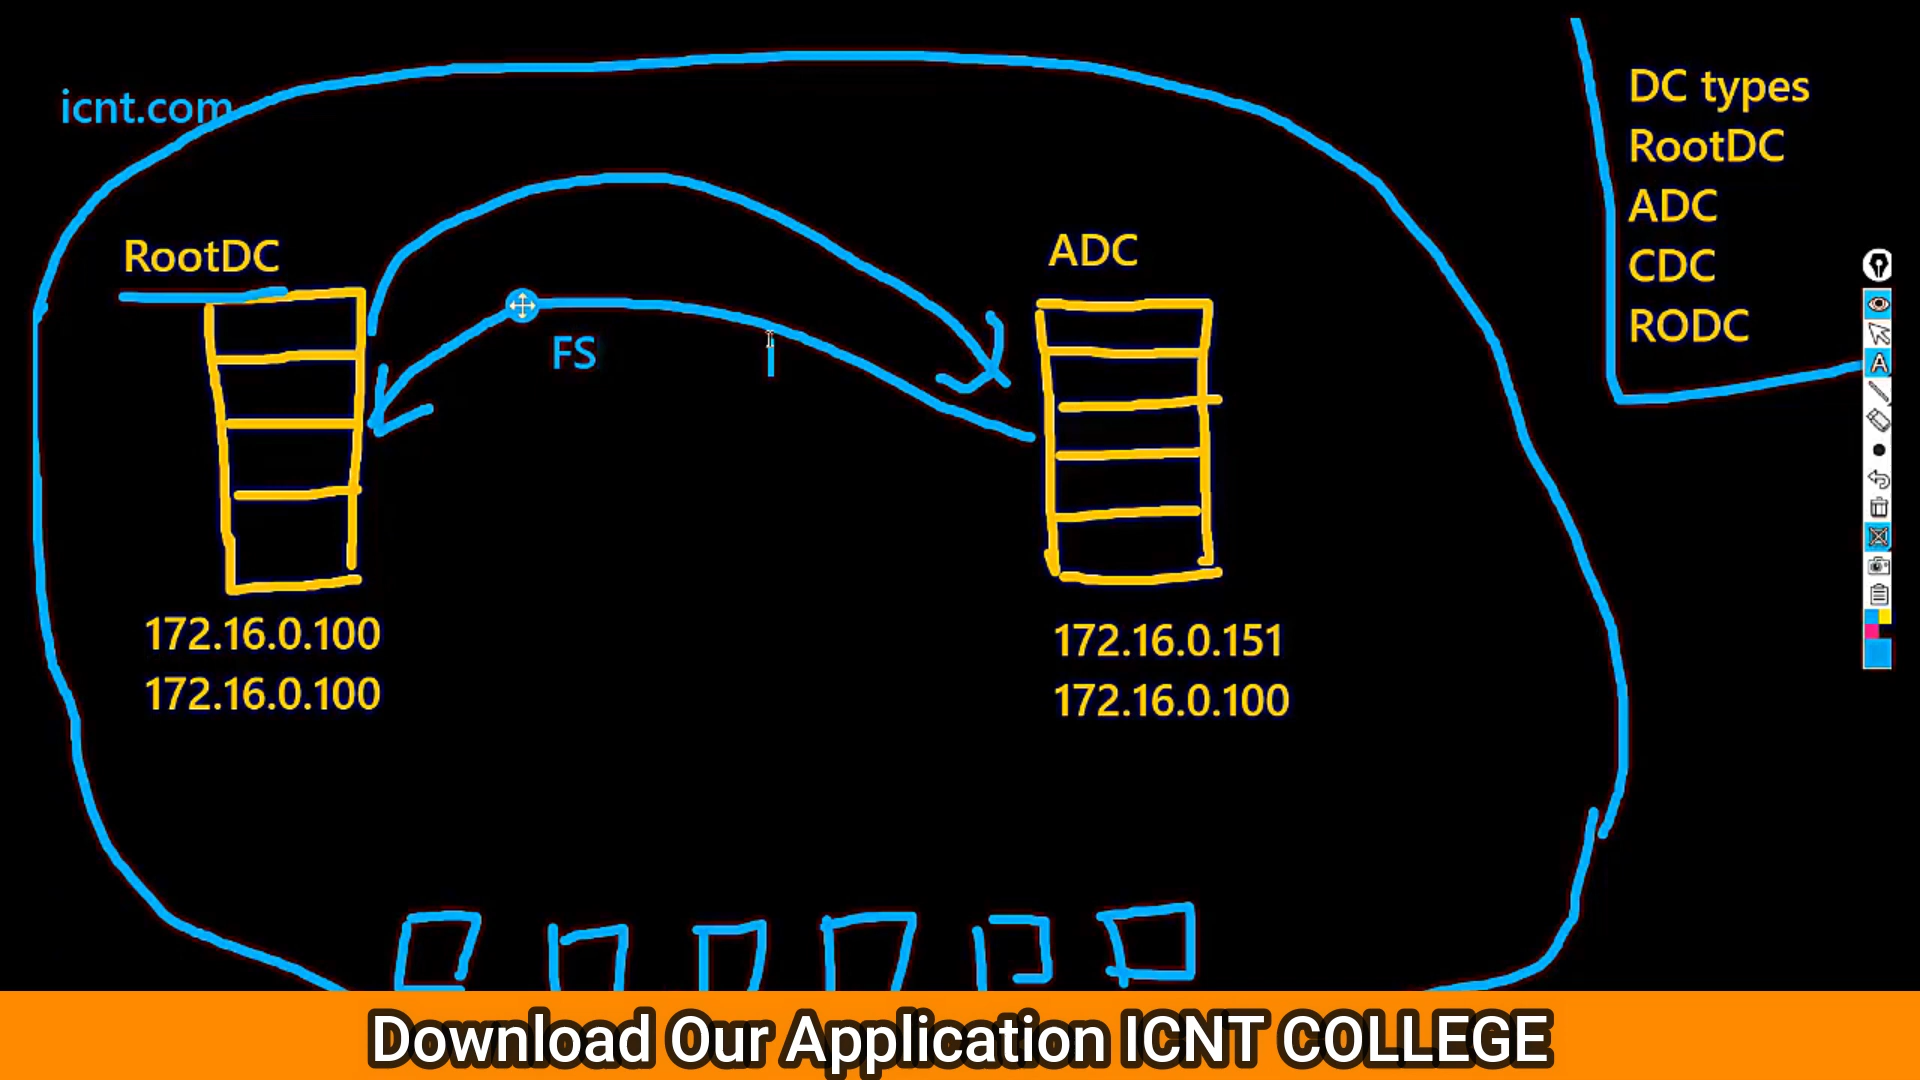 icnt.com
DC types
RootDC
ADC
CDC
RODC
RootDC
ADC
FS
172.16.0.100
172.16.0.100
172.16.0.151
172.16.0.100
A
Download Our Application ICNT COLLEGE